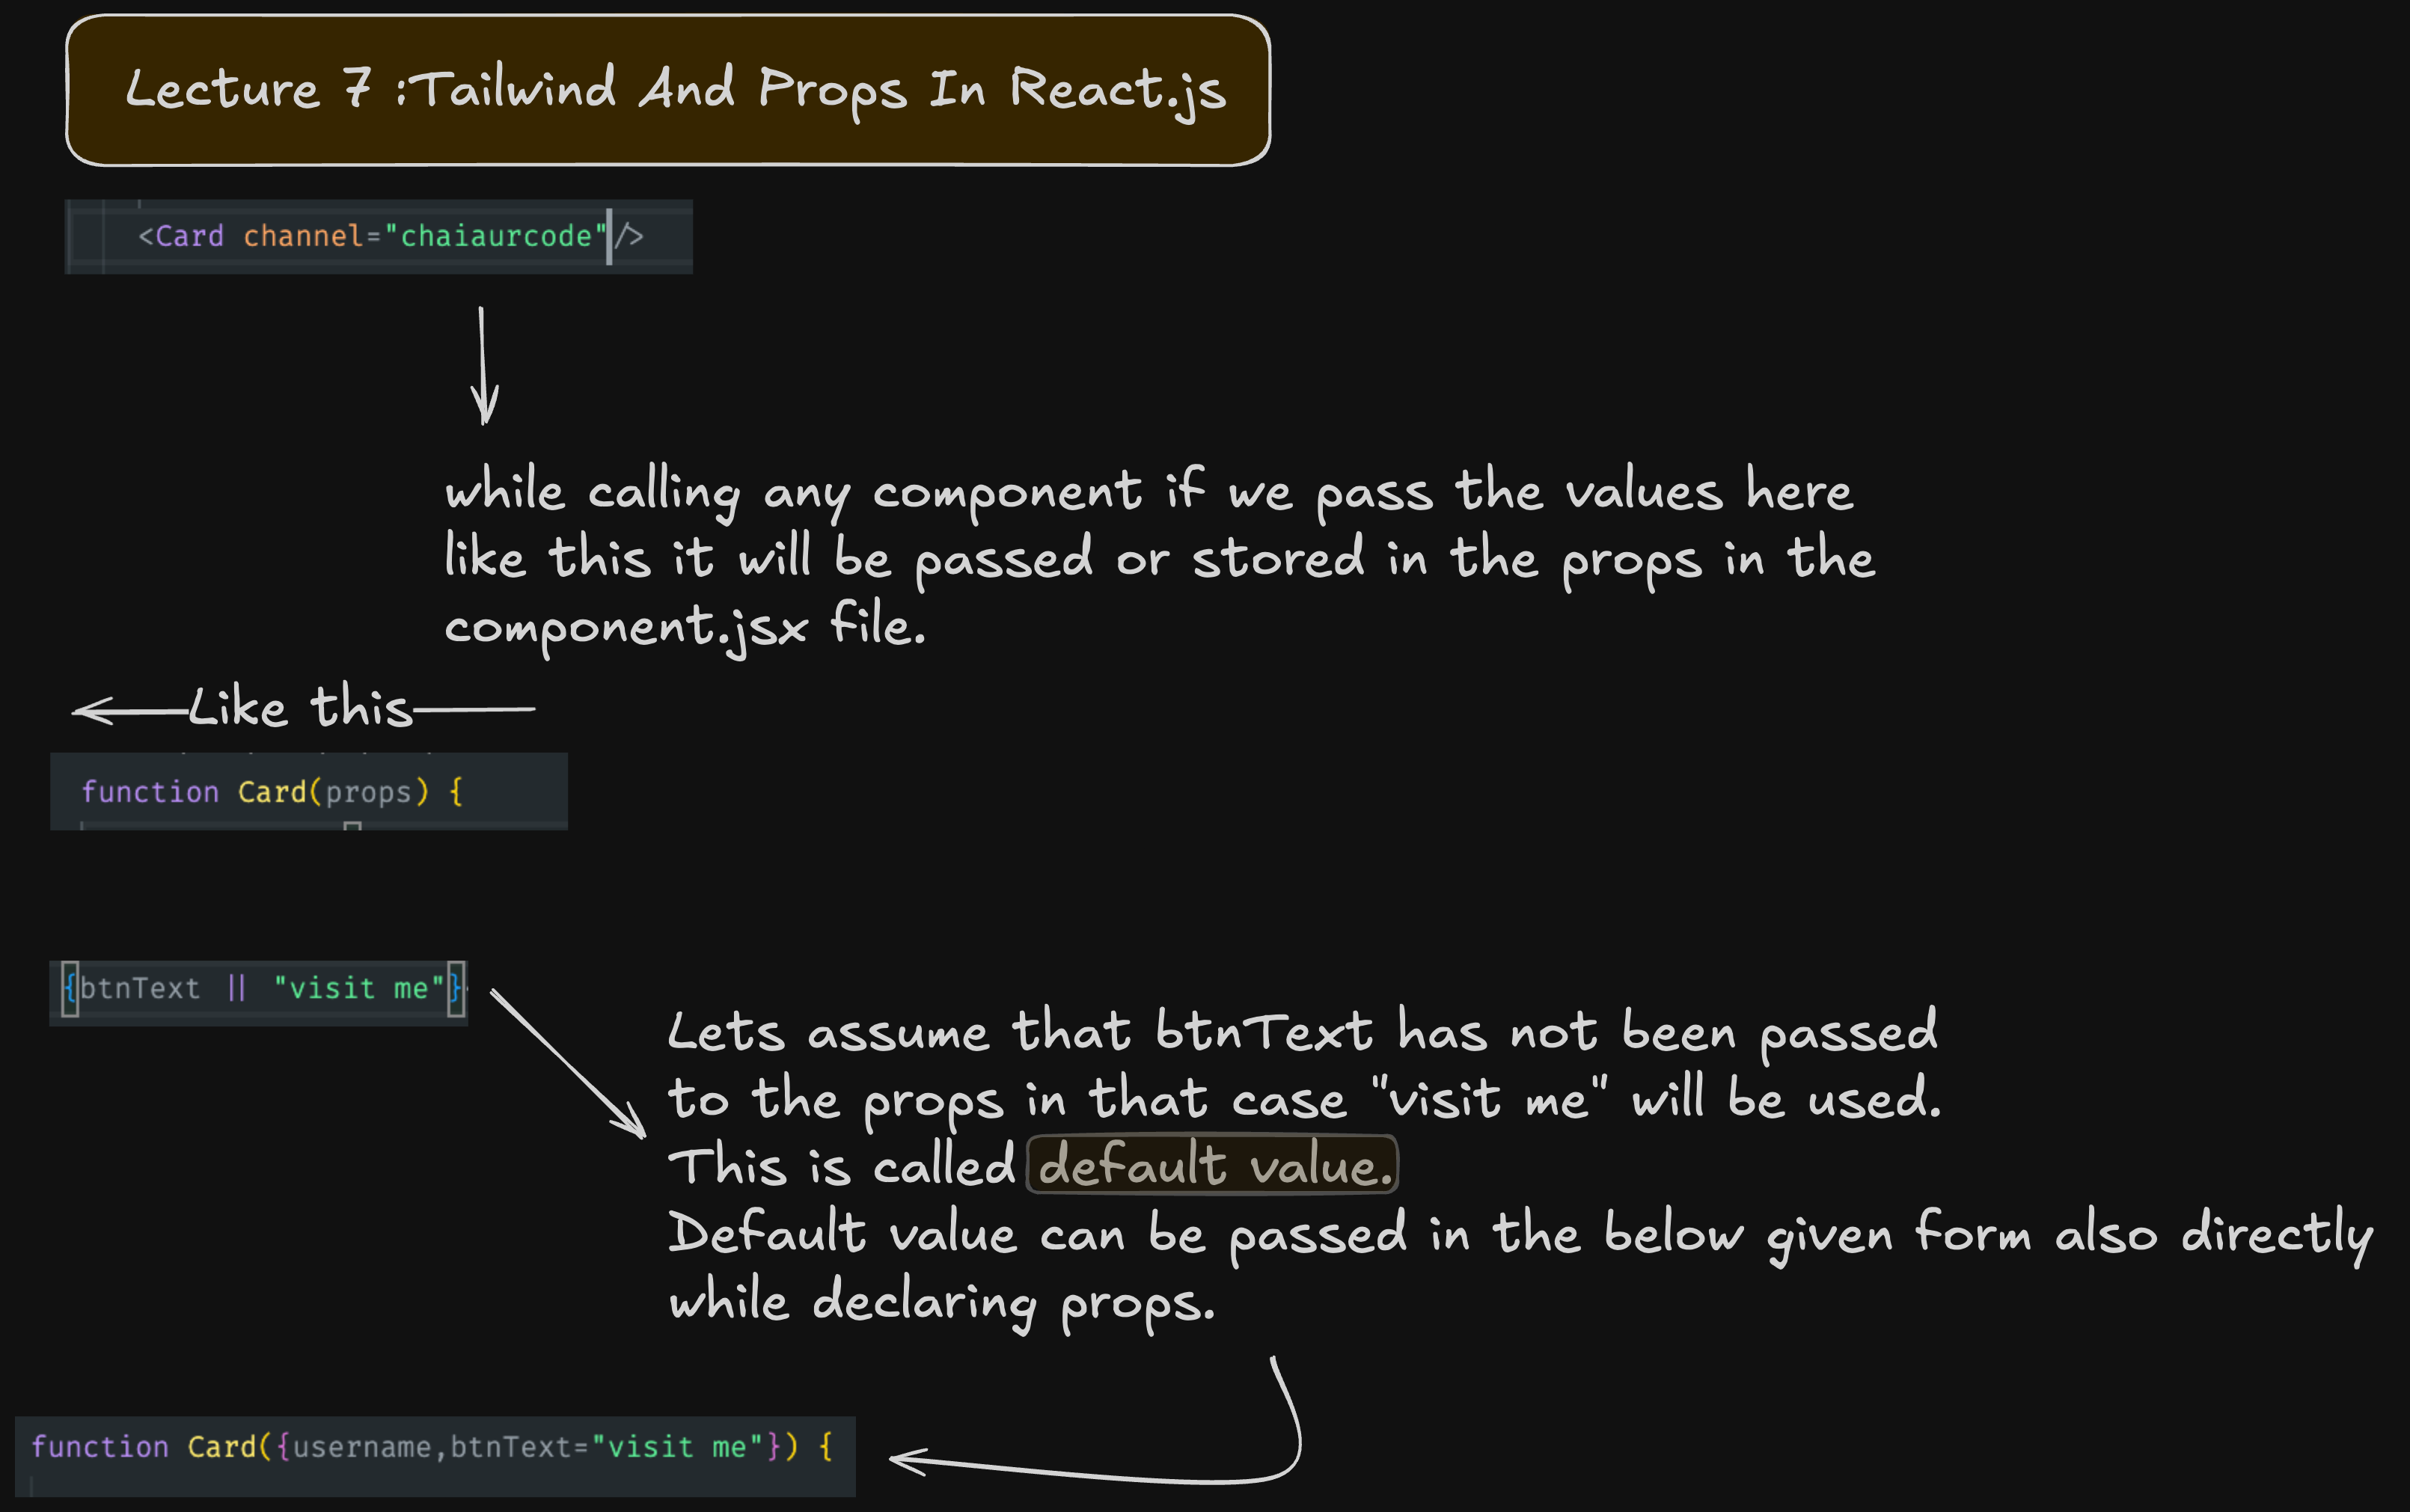 Lecture 7 :Tailwind And Props In React.js
<Card channel="chaiaurcode"/>
while calling any component if we pass the values here
like this it will be passed or stored in the props in the
component.jsx file.
Like this
function Card(props) {
{btnText || "visit me"}
Lets assume that btnText has not been passed
to the props in that case "visit me" will be used.
This is called default value.
Default value can be passed in the below given form also directly
while declaring props.
function Card({username,btnText="visit me"}) {